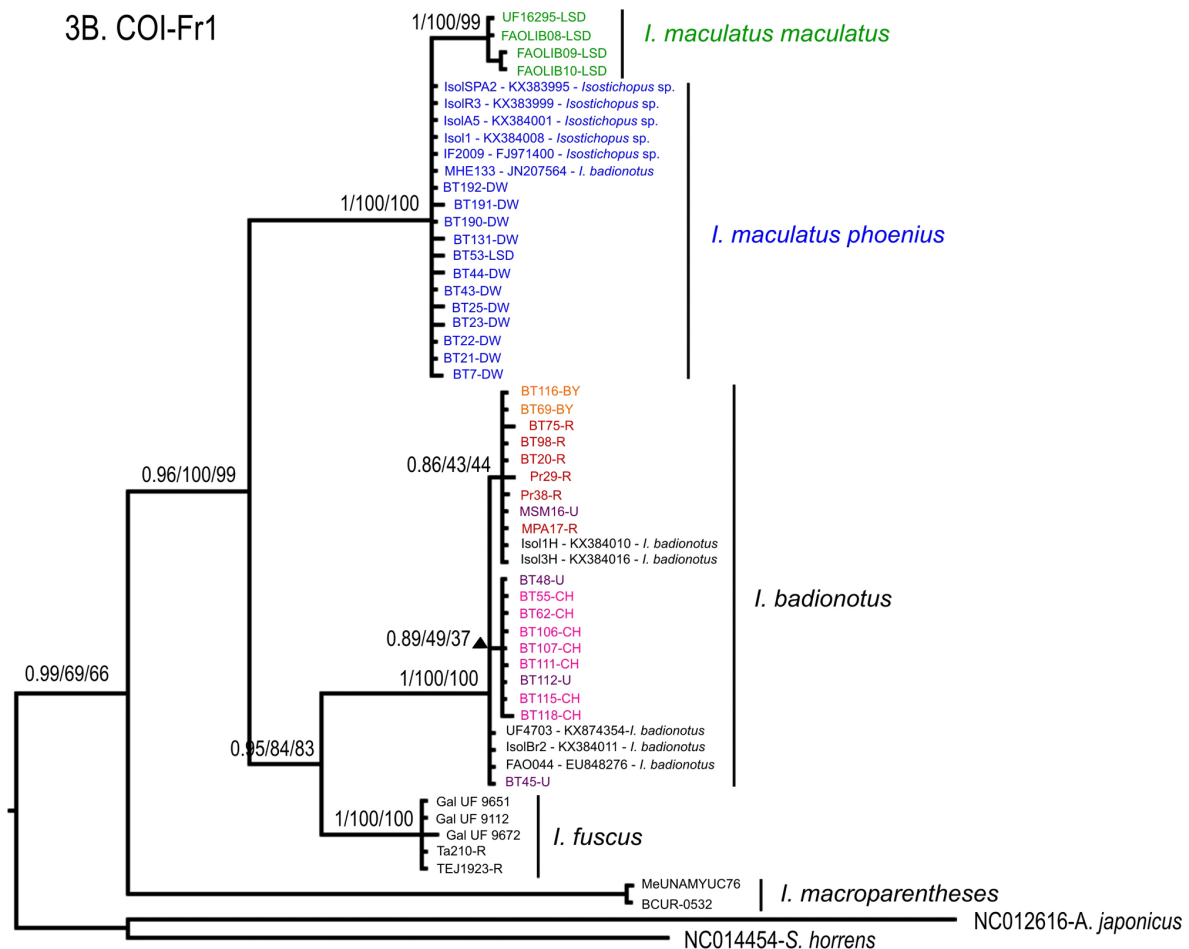 3B. COI-Fr1
1/100/99
UF16295-LSD
FAOLIB08-LSD
FAOLIB09-LSD
FAOLIB10-LSD
I. maculatus maculatus
IsolSPA2 - KX383995 - Isostichopus sp.
IsolR3 - KX383999 - Isostichopus sp.
IsolA5 - KX384001 - Isostichopus sp.
Isol1 - KX384008 - Isostichopus sp.
IF2009 - FJ971400 - Isostichopus sp.
MHE133 - JN207564 - I. badionotus
BT192-DW
1/100/100
BT191-DW
BT190-DW
BT131-DW
I. maculatus phoenius
BT53-LSD
BT44-DW
BT43-DW
BT25-DW
BT23-DW
BT22-DW
BT21-DW
BT7-DW
BT116-BY
BT69-BY
BT75-R
BT98-R
BT20-R
0.86/43/44
0.96/100/99
Pr29-R
Pr38-R
MSM16-U
MPA17-R
Isol1H - KX384010 - I. badionotus
Isol3H - KX384016 - I. badionotus
BT48-U
BT55-CH
I. badionotus
BT62-CH
BT106-CH
0.89/49/37
BT107-CH
BT111-CH
0.99/69/66
1/100/100
BT112-U
BT115-CH
BT118-CH
UF4703 - KX874354-I. badionotus
0.95/84/83
IsolBr2 - KX384011 - I. badionotus
FAO044 - EU848276 - I. badionotus
BT45-U
Gal UF 9651
1/100/100
Gal UF 9112
Gal UF 9672
I. fuscus
Ta210-R
TEJ1923-R
MeUNAMYUC76
I. macroparentheses
BCUR-0532
NC012616-A. japonicus
NC014454-S. horrens